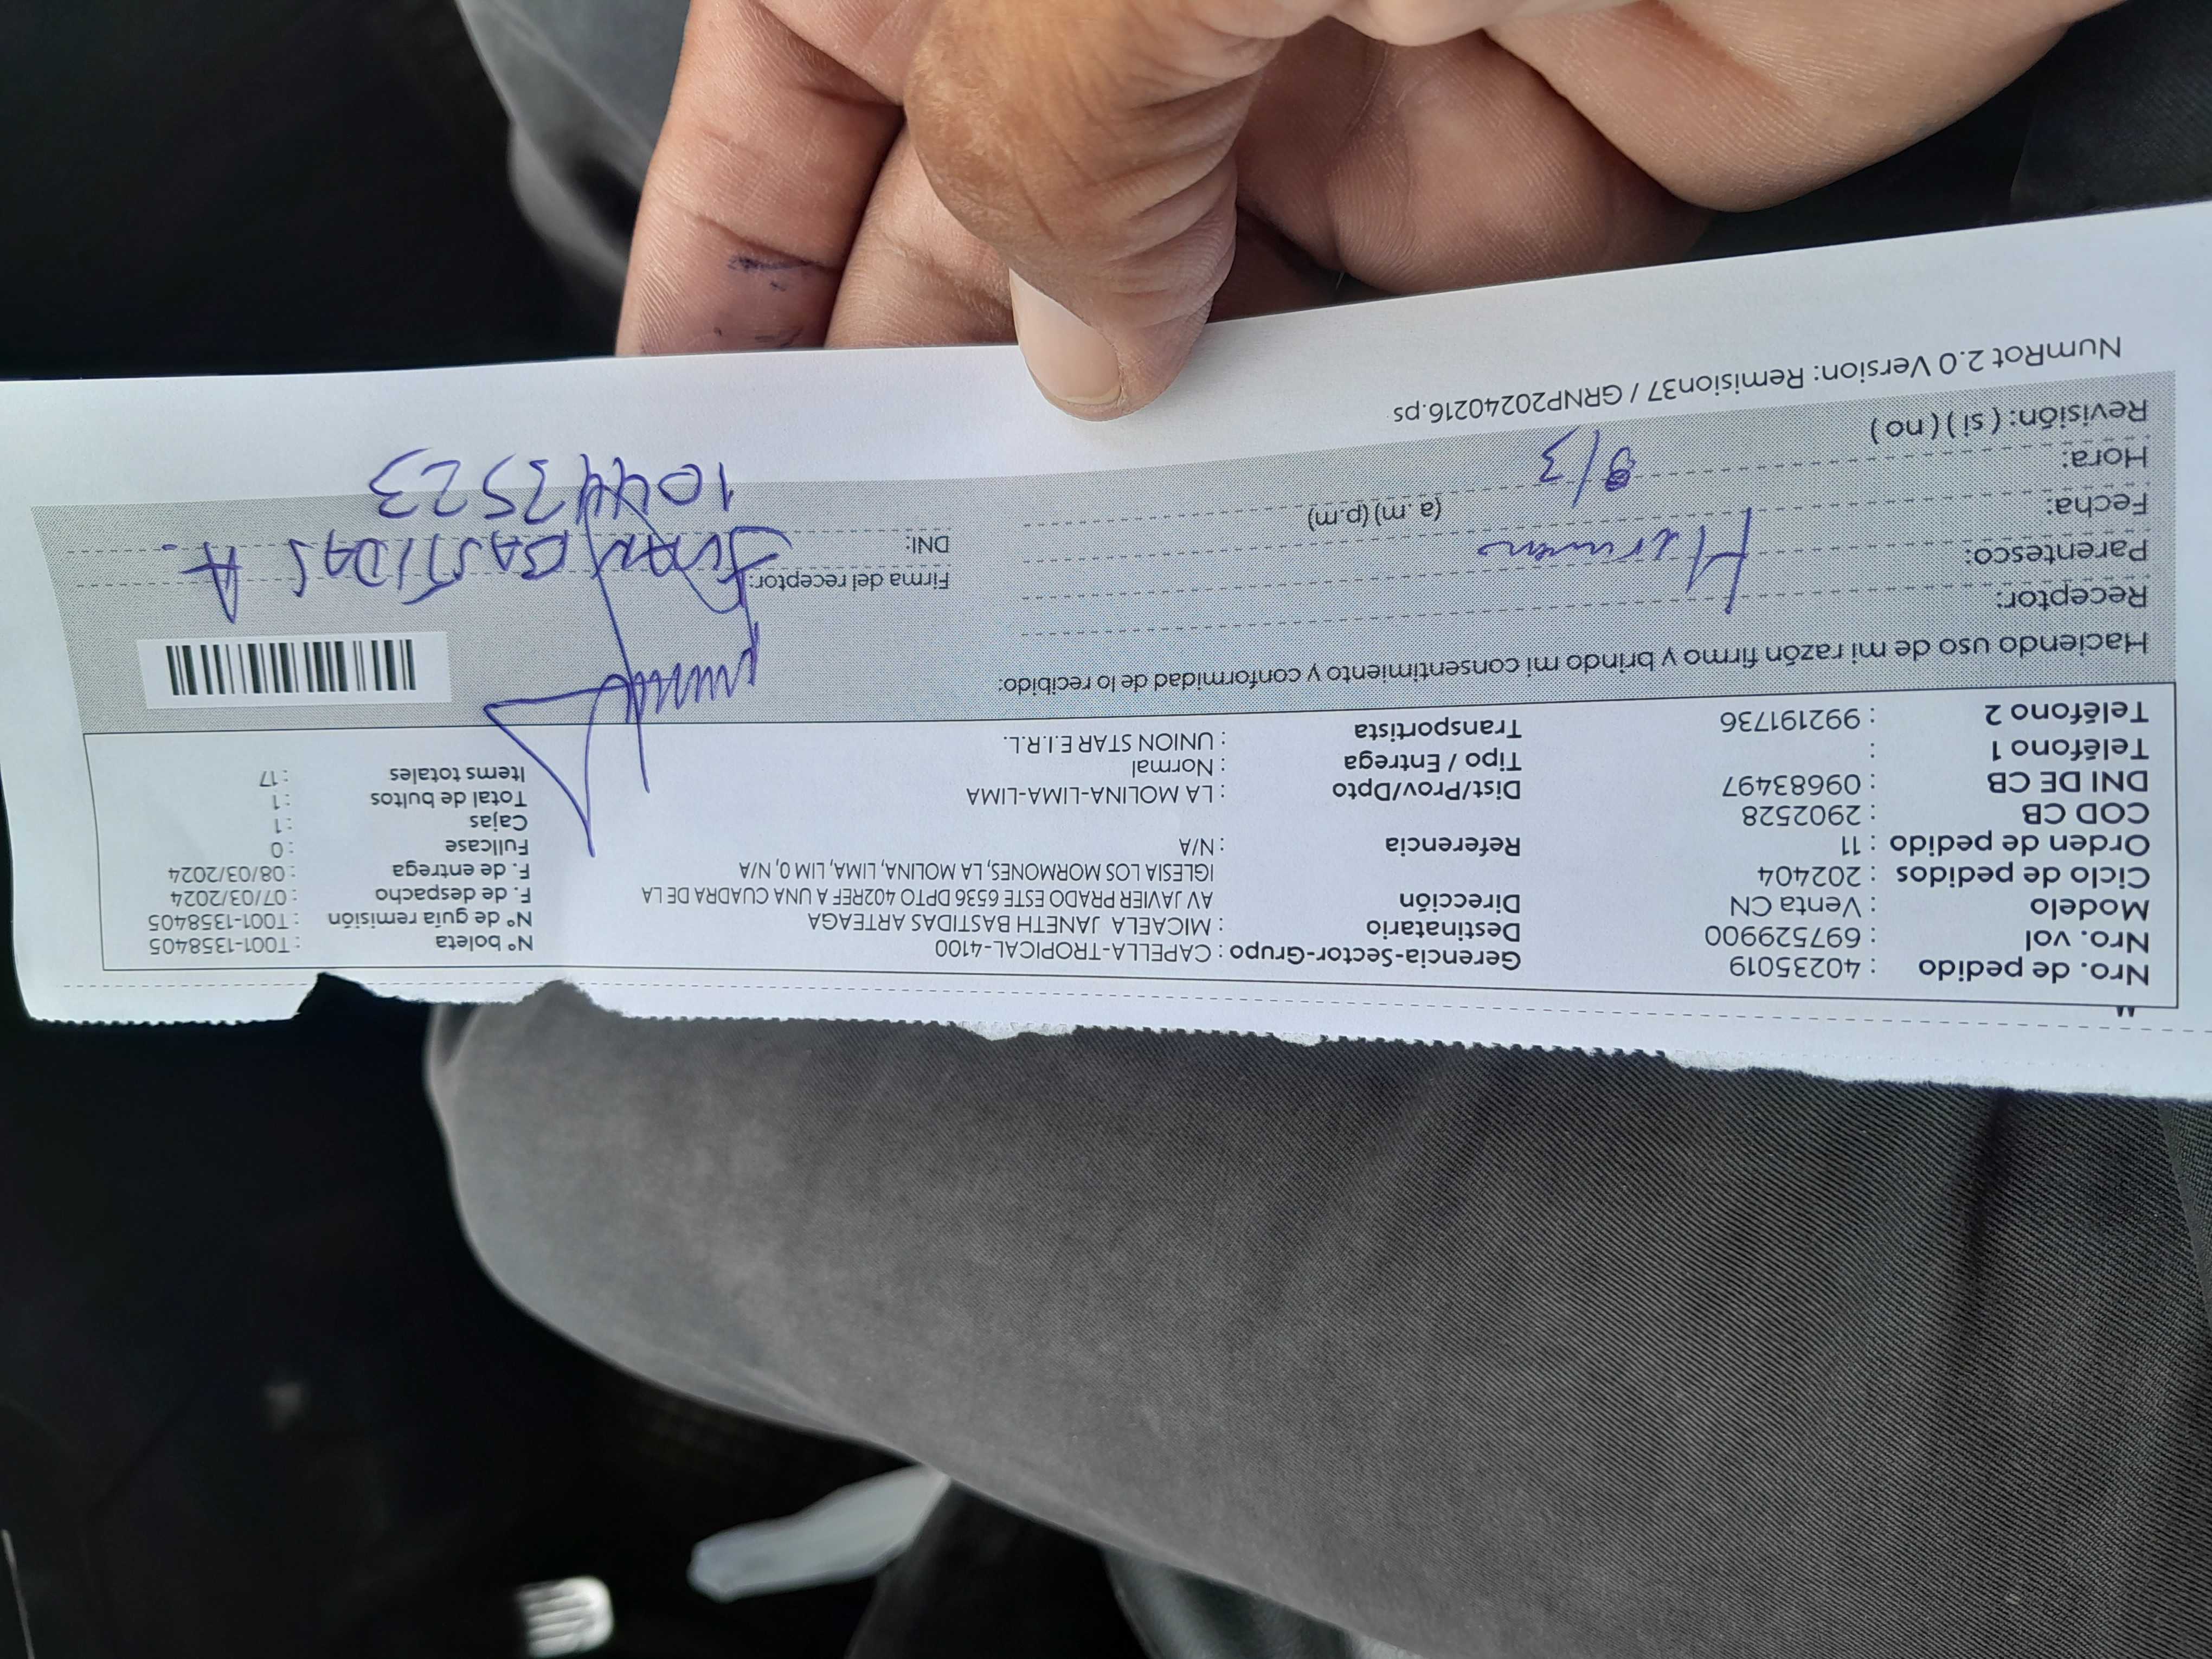 Nro. de pedido : 40235019 Gerencia-Sector-Grupo : CAPELLA-TROPICAL-4100 Nº boleta : T001-1358405
Nro. vol : 697529900 Destinatario : MICAELA JANETH BASTIDAS ARTEAGA Nº de guía remisión : T001-1358405
Modelo : Venta CN Dirección AV JAVIER PRADO ESTE 6536 DPTO 402REF A UNA CUADRA DE LA F. de despacho : 07/03/2024
Ciclo de pedidos : 202404 IGLESIA LOS MORMORMES, LA MOLINA, LIMA, LIM 0, N/A F. de entrega : 08/03/2024
Orden de pedido : 11 Referencia : N/A Fullcase : 0
COD CB : 2902528 Cajas : 1
DNI DE CB : 09683497 Dist/Prov/Dpto : LA MOLINA-LIMA-LIMA Total de bultos : 1
Teléfono 1 : Tipo / Entrega : Normal Items totales : 17
Teléfono 2 : 992191736 Transportista : UNION STAR E.I.R.L.
Haciendo uso de mi razón firmo y brindo mi consentimiento y conformidad de lo recibido:
Receptor:
Parentesco: Hermano Firma del receptor: JUAN BASTIDAS A.
Fecha: DNI:
Hora: 8/3 (a.m) (p.m) 10447523
Revisión: ( si ) ( no )
NumRot 2.0 Version: Remision37 / GRNP20240216.ps